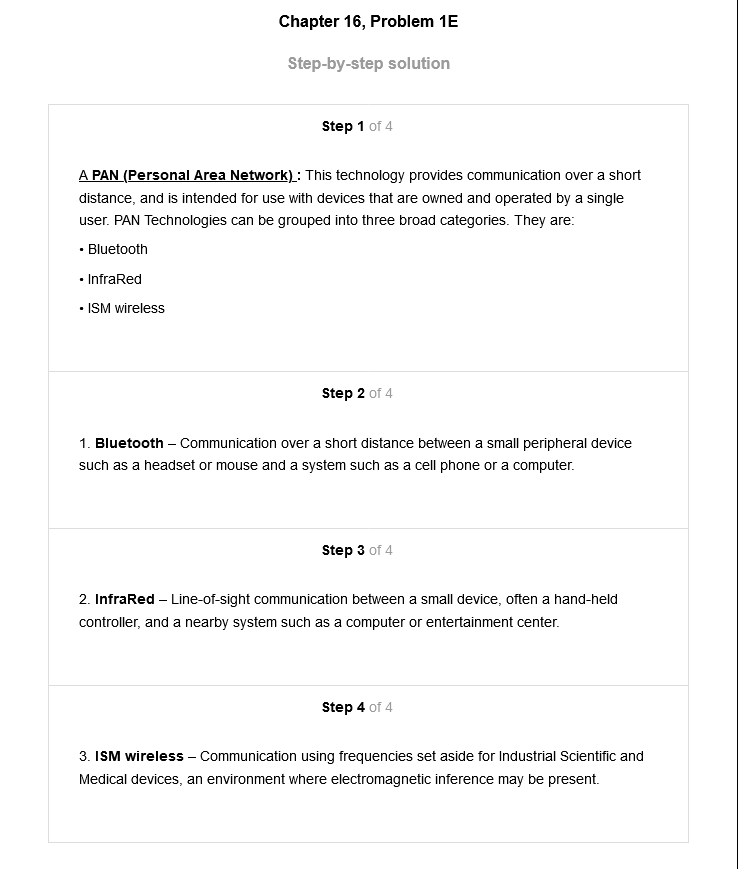 Chapter 16, Problem 1E
Step-by-step solution
Step 1 of 4
A PAN (Personal Area Network) : This technology provides communication over a short
distance, and is intended for use with devices that are owned and operated by a single
user. PAN Technologies can be grouped into three broad categories. They are:
• Bluetooth
• InfraRed
• ISM wireless
Step 2 of 4
1. Bluetooth – Communication over a short distance between a small peripheral device
such as a headset or mouse and a system such as a cell phone or a computer.
Step 3 of 4
2. InfraRed – Line-of-sight communication between a small device, often a hand-held
controller, and a nearby system such as a computer or entertainment center.
Step 4 of 4
3. ISM wireless – Communication using frequencies set aside for Industrial Scientific and
Medical devices, an environment where electromagnetic inference may be present.